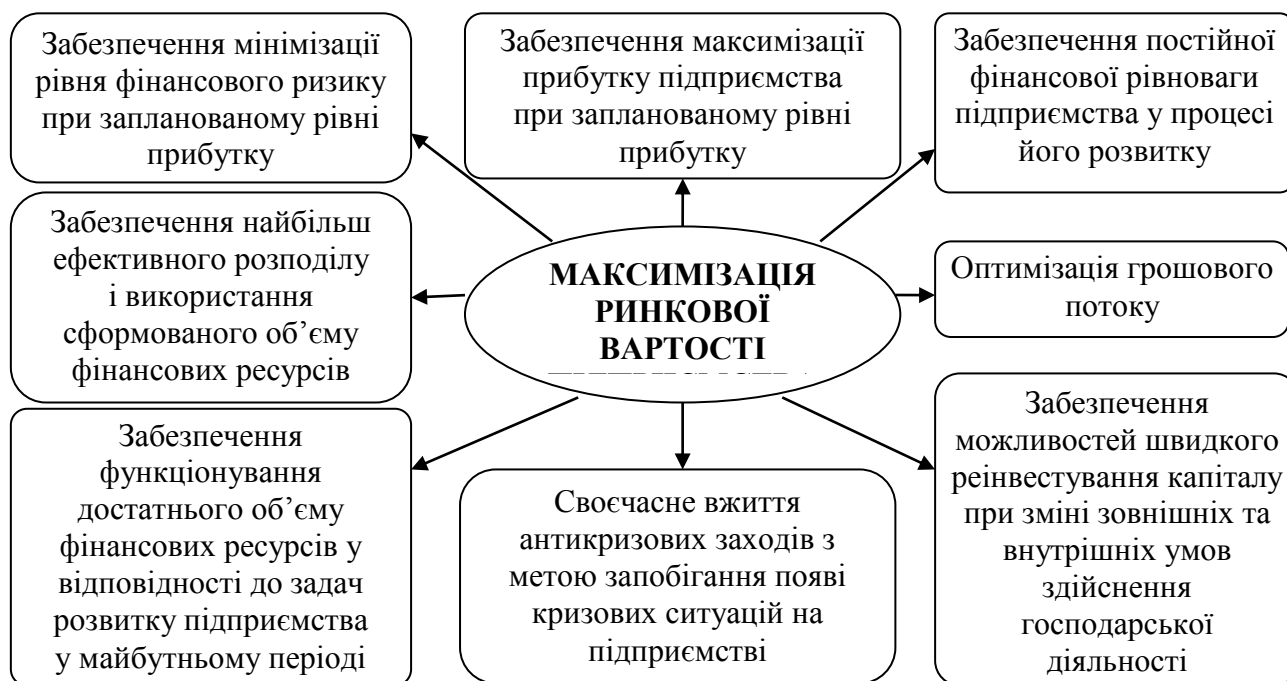 Забезпечення мінімізації
рівня фінансового ризику
при запланованому рівні
прибутку
Забезпечення максимізації
прибутку підприємства
при запланованому рівні
прибутку
Забезпечення постійної
фінансової рівноваги
підприємства у процесі
його розвитку
Забезпечення найбільш
ефективного розподілу
і використання
сформованого об’єму
фінансових ресурсів
МАКСИМІЗАЦІЯ
РИНКОВОЇ
ВАРТОСТІ
Оптимізація грошового
потоку
Забезпечення
функціонування
достатнього об’єму
фінансових ресурсів у
відповідності до задач
розвитку підприємства
у майбутньому періоді
Своєчасне вжиття
антикризових заходів з
метою запобігання появі
кризових ситуацій на
підприємстві
Забезпечення
можливостей швидкого
реінвестування капіталу
при зміні зовнішніх та
внутрішніх умов
здійснення
господарської
діяльності